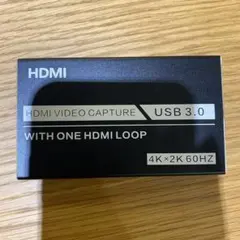 HDMI
HDMI VIDEO CAPTURE USB 3.0
WITH ONE HDMI LOOP
4K×2K 60HZ